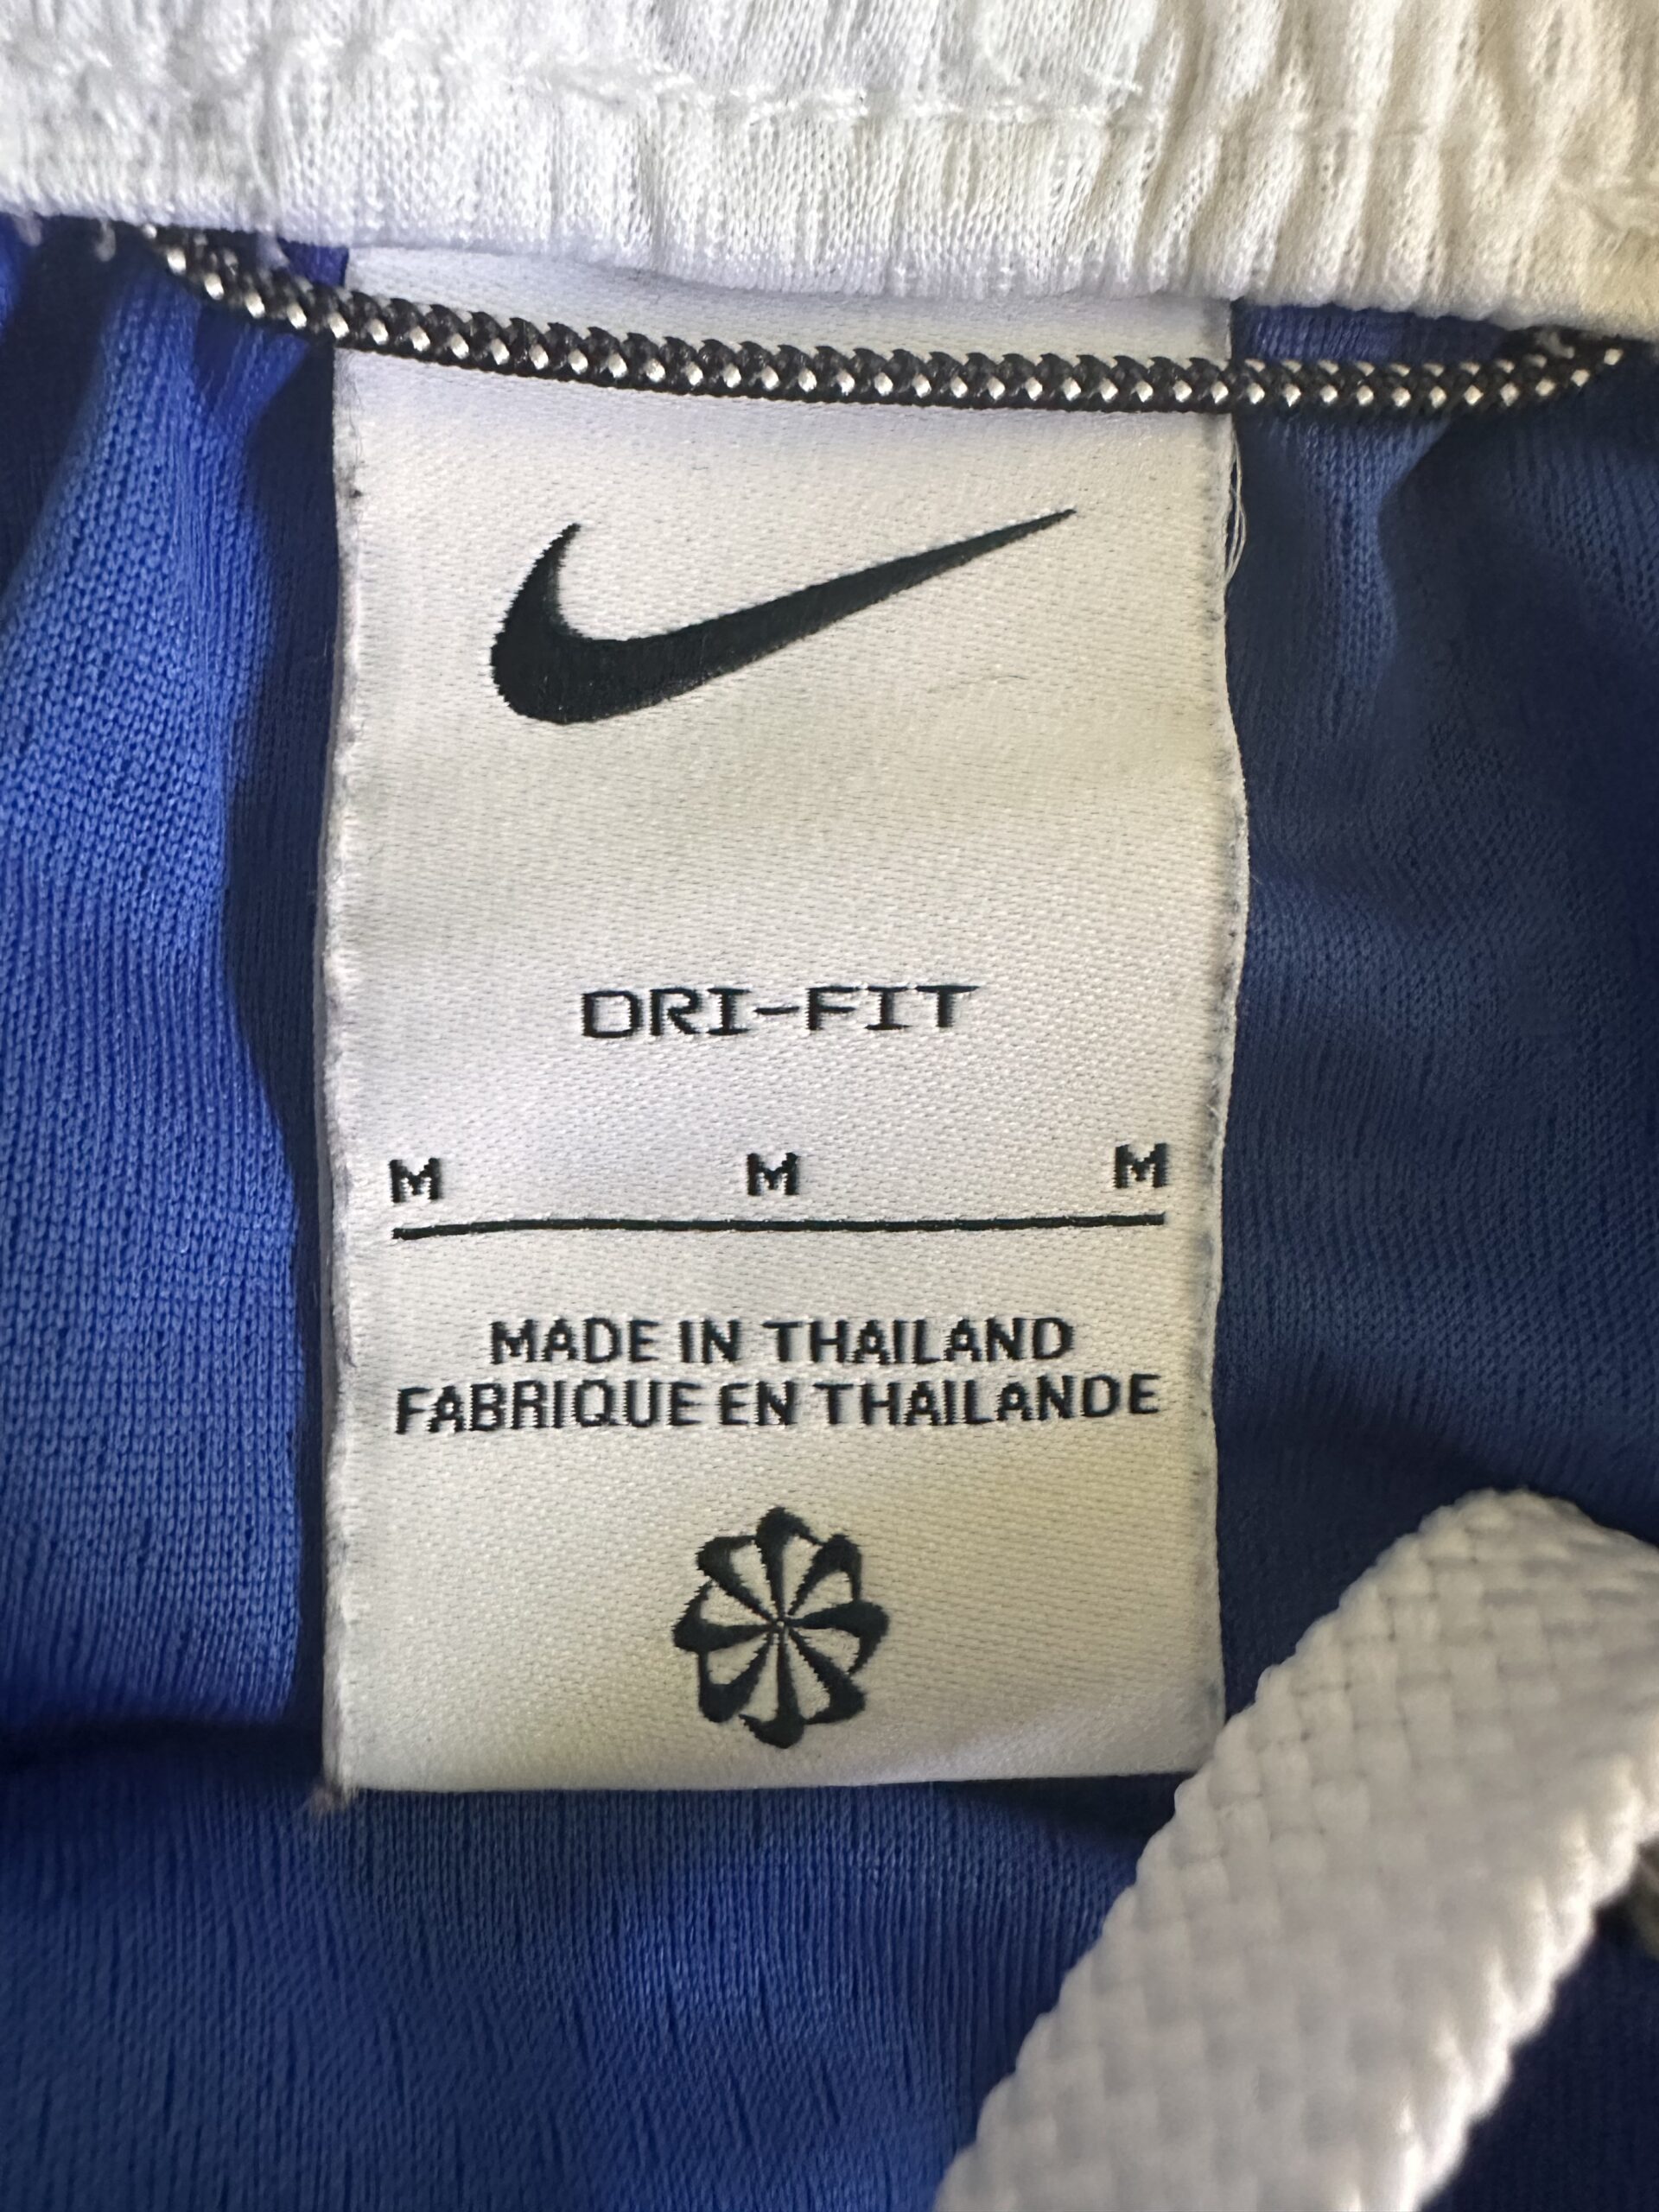 DRI-FIT
M M M
MADE IN THAILAND
FABRIQUE EN THAILANDE